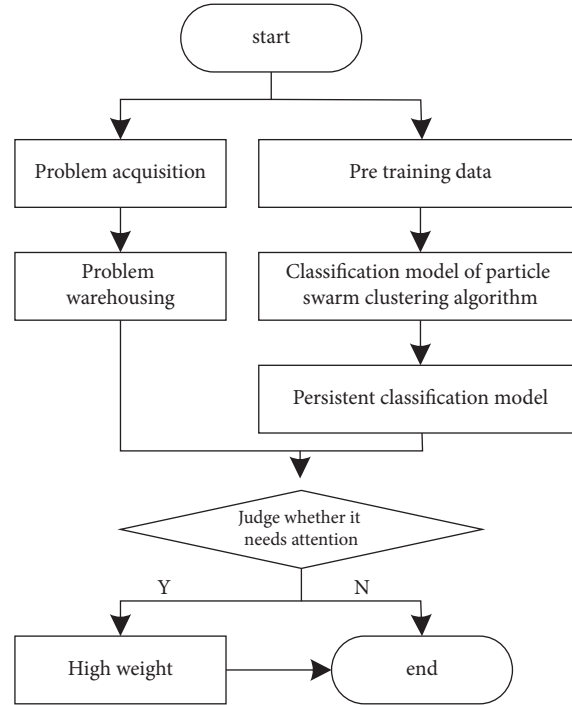 start
Problem acquisition
Pre training data
Problem
warehousing
Classification model of particle
swarm clustering algorithm
Persistent classification model
Judge whether it
needs attention
Y
N
High weight
end